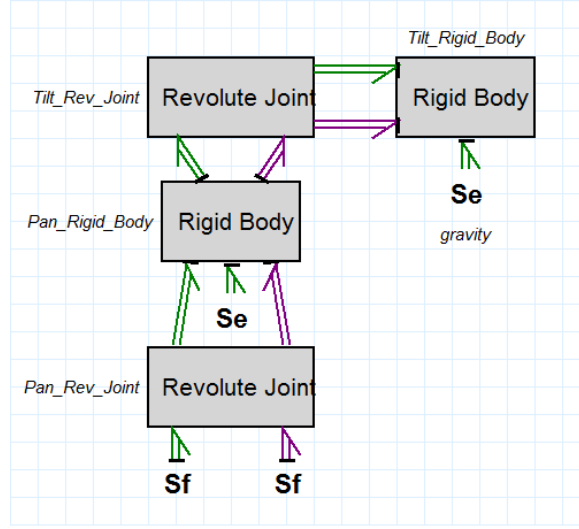 Tilt_Rigid_Body
Tilt_Rev_Joint
Revolute Joint
Rigid Body
Se
gravity
Pan_Rigid_Body
Rigid Body
Se
Pan_Rev_Joint
Revolute Joint
Sf
Sf